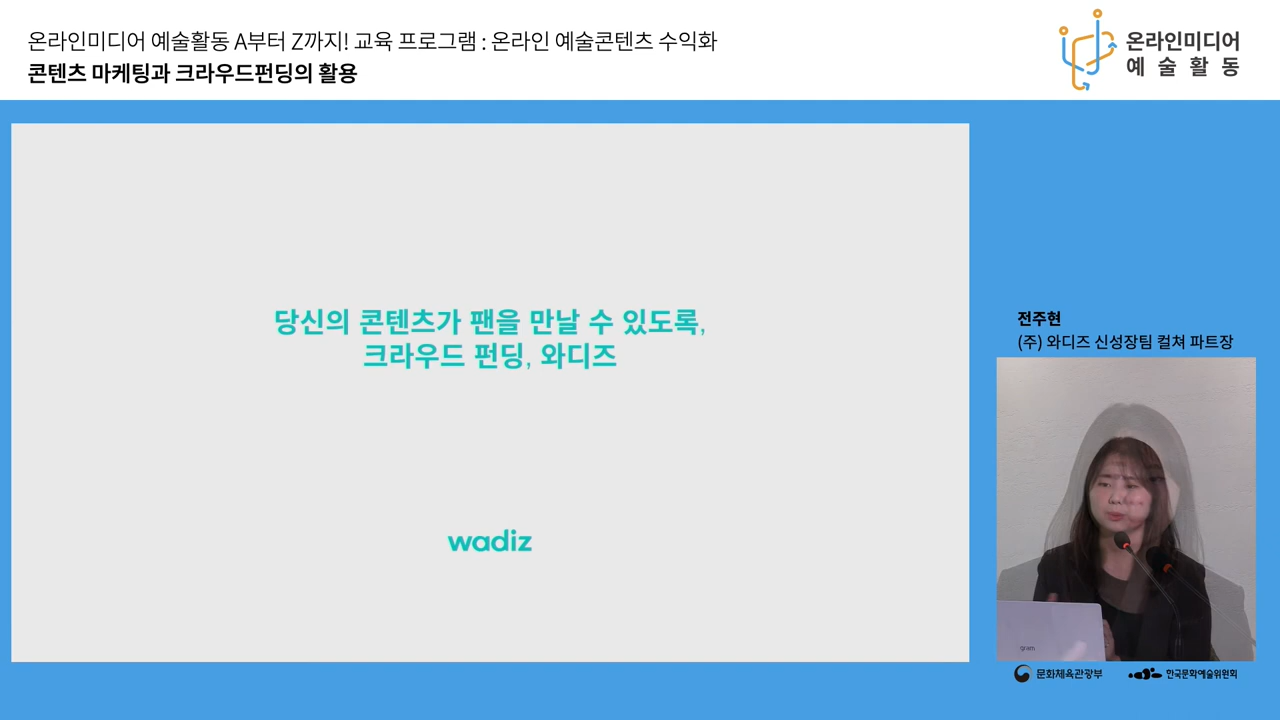 온라인미디어 예술활동 A부터 Z까지! 교육 프로그램 : 온라인 예술콘텐츠 수익화
콘텐츠 마케팅과 크라우드펀딩의 활용
온라인미디어
예술활동
당신의 콘텐츠가 팬을 만날 수 있도록,
크라우드 펀딩, 와디즈
wadiz
전주현
(주) 와디즈 신성장팀 컬쳐 파트장
gram
문화체육관광부
한국문화예술위원회